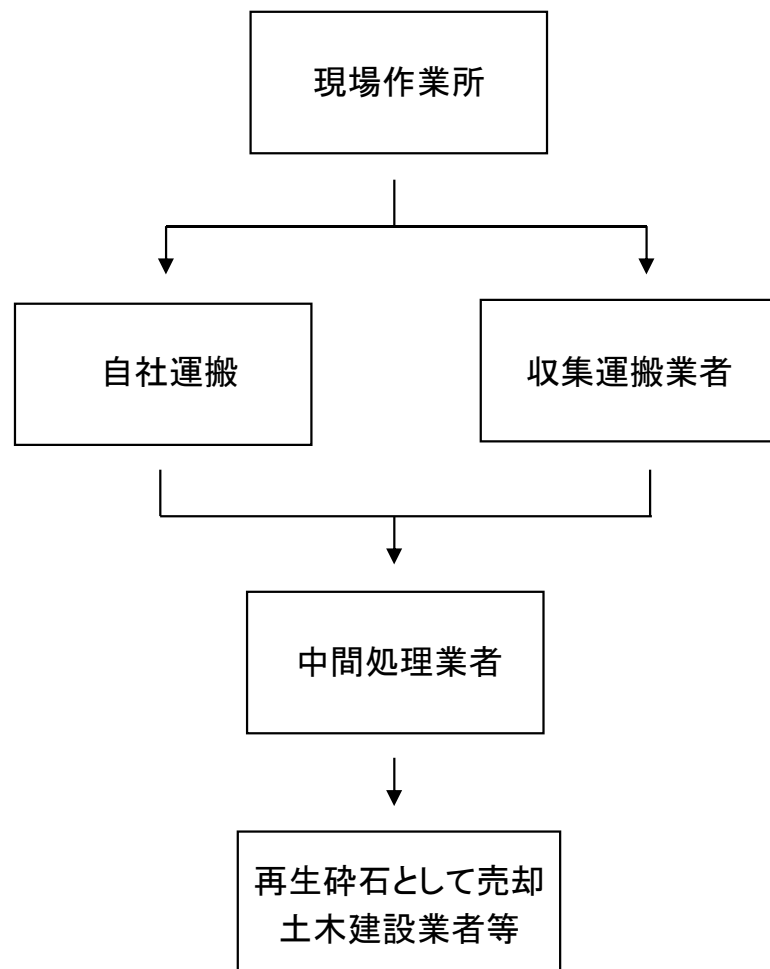 現場作業所
自社運搬
収集運搬業者
中間処理業者
再生砕石として売却
土木建設業者等